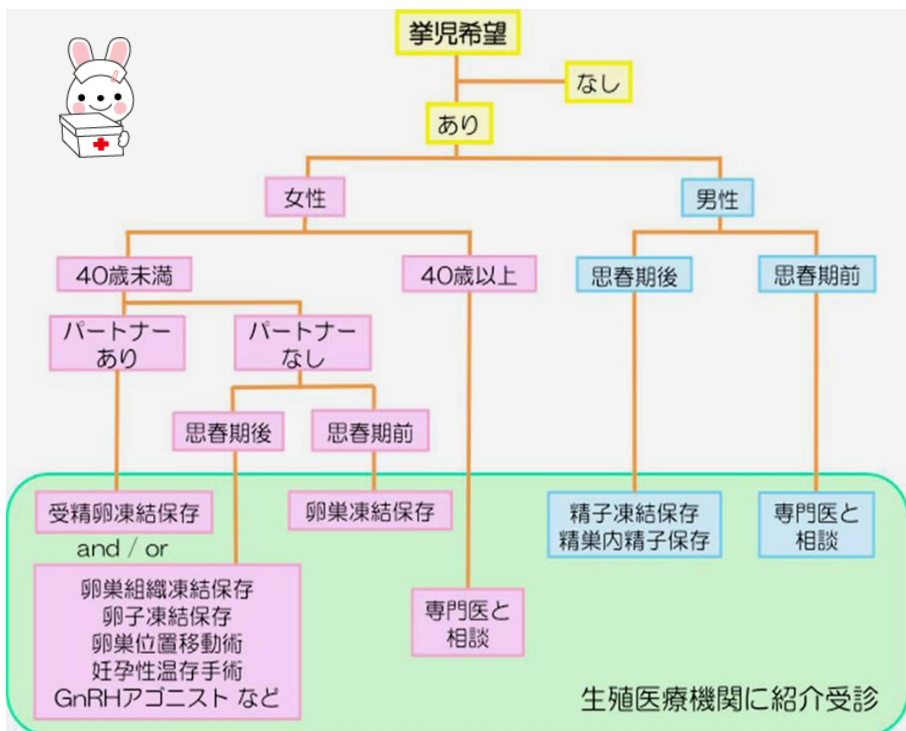 挙児希望
なし
あり
女性
男性
40歳未満
40歳以上
思春期後
思春期前
パートナー
あり
パートナー
なし
思春期後
思春期前
受精卵凍結保存
and / or
卵巣組織凍結保存
卵子凍結保存
卵巣位置移動術
妊孕性温存手術
GnRHアゴニスト など
卵巣凍結保存
専門医と
相談
精子凍結保存
精巣内精子保存
専門医と
相談
生殖医療機関に紹介受診